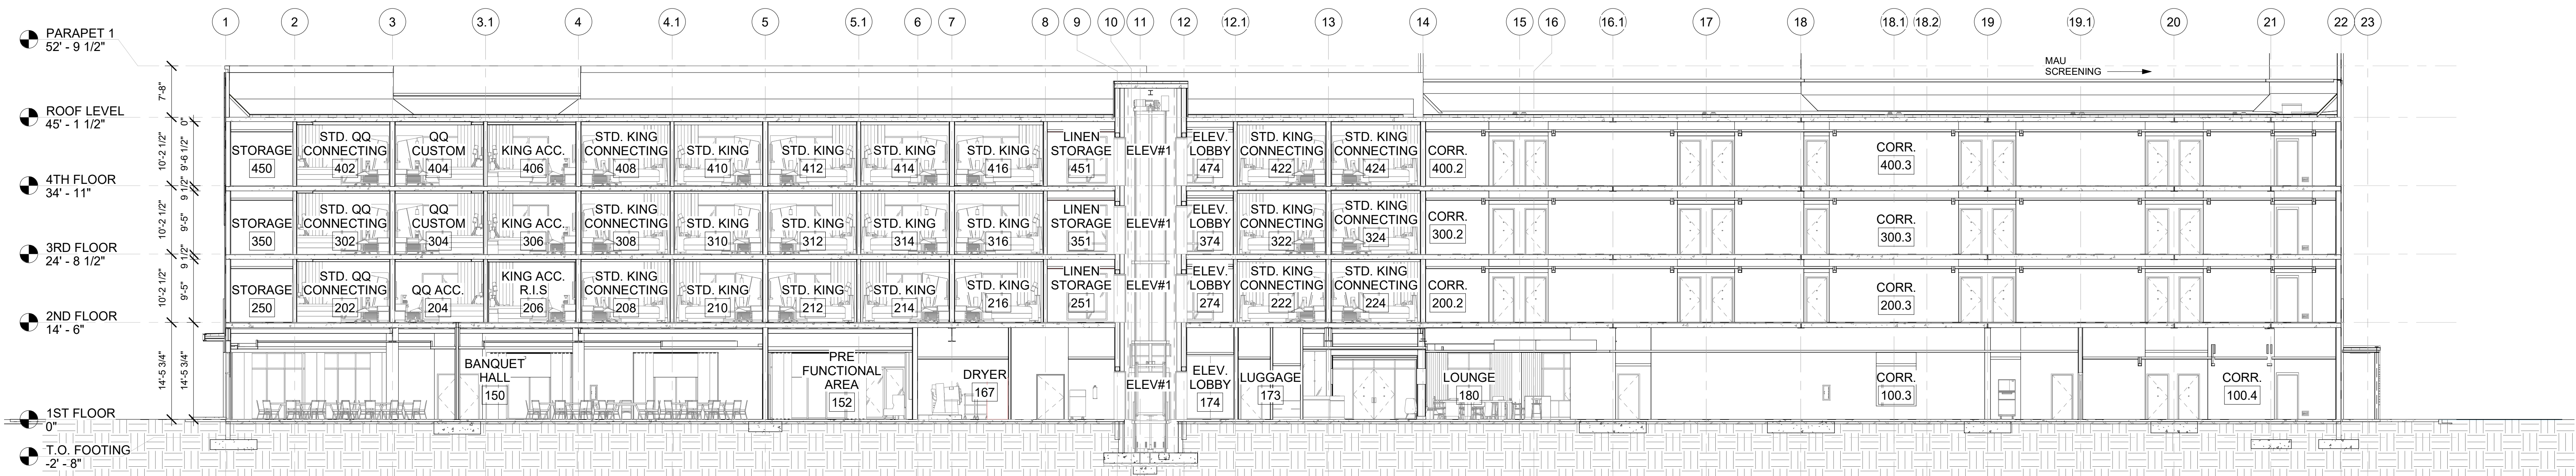 1 2 3 3.1 4 4.1 5 5.1 6 7 8 9 10 11 12 12.1 13 14 15 16 16.1 17 18 18.1 18.2 19 19.1 20 21 22 23
PARAPET 1
52' - 9 1/2"
MAU
SCREENING
7'-8"
ROOF LEVEL
45' - 1 1/2"
0"
10'-2 1/2"
9'-6 1/2"
STORAGE
450
STD. QQ
CONNECTING
402
QQ
CUSTOM
404
KING ACC.
406
STD. KING
CONNECTING
408
STD. KING
410
STD. KING
412
STD. KING
414
STD. KING
416
LINEN
STORAGE
451
ELEV#1
ELEV.
LOBBY
474
STD. KING
CONNECTING
422
STD. KING
CONNECTING
424
CORR.
400.2
CORR.
400.3
4TH FLOOR
34' - 11"
9 1/2"
10'-2 1/2"
9'-5"
STORAGE
350
STD. QQ
CONNECTING
302
QQ
CUSTOM
304
KING ACC.
306
STD. KING
CONNECTING
308
STD. KING
310
STD. KING
312
STD. KING
314
STD. KING
316
LINEN
STORAGE
351
ELEV#1
ELEV.
LOBBY
374
STD. KING
CONNECTING
322
STD. KING
CONNECTING
324
CORR.
300.2
CORR.
300.3
3RD FLOOR
24' - 8 1/2"
9 1/2"
10'-2 1/2"
9'-5"
STORAGE
250
STD. QQ
CONNECTING
202
QQ ACC.
204
KING ACC.
R.I.S
206
STD. KING
CONNECTING
208
STD. KING
210
STD. KING
212
STD. KING
214
STD. KING
216
LINEN
STORAGE
251
ELEV#1
ELEV.
LOBBY
274
STD. KING
CONNECTING
222
STD. KING
CONNECTING
224
CORR.
200.2
CORR.
200.3
2ND FLOOR
14' - 6"
14'-5 3/4"
14'-5 3/4"
BANQUET
HALL
150
PRE
FUNCTIONAL
AREA
152
DRYER
167
ELEV#1
ELEV.
LOBBY
174
LUGGAGE
173
LOUNGE
180
CORR.
100.3
CORR.
100.4
1ST FLOOR
0"
T.O. FOOTING
-2' - 8"